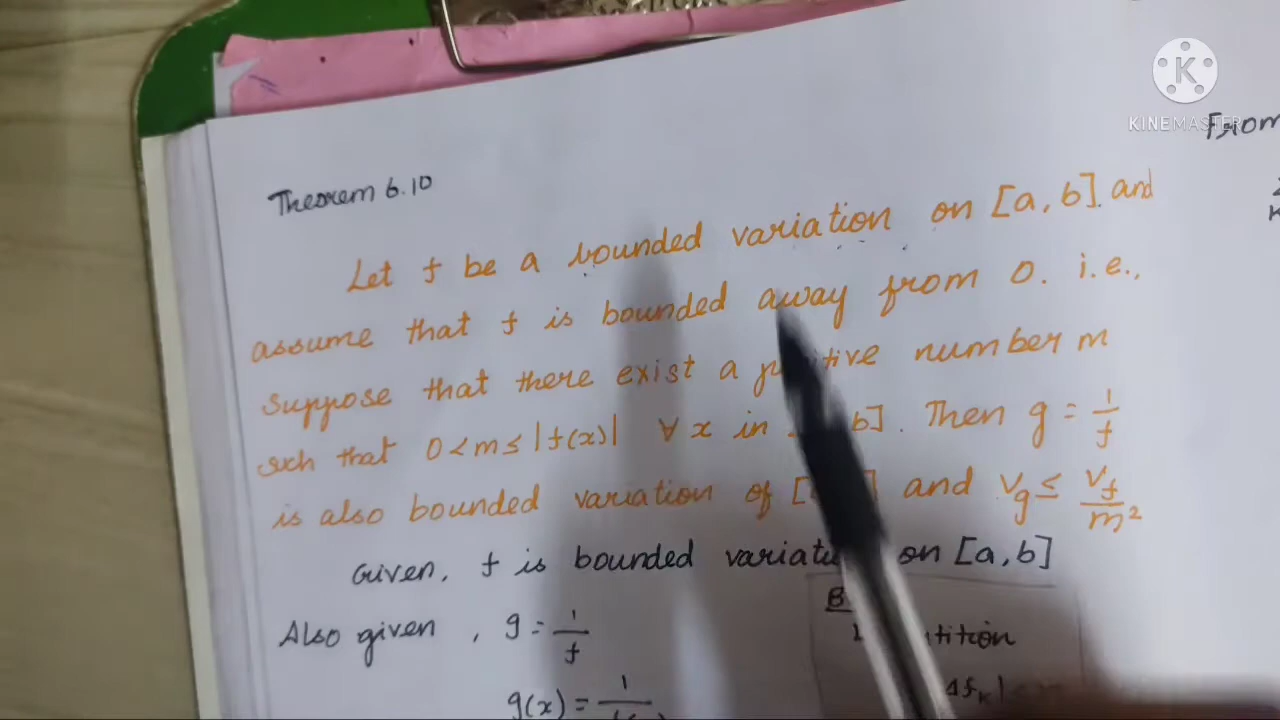 KINEMASTER
From
Theorem 6.10
Let f be a bounded variation on [a, b] and
assume that f is bounded away from 0. i.e.,
suppose that there exist a number m
such that 0 < m ≤ |f(x)| ∀ x in b]. Then g = 1/f
is also bounded variation of [ ] and Vg ≤ Vf/m²
Given, f is bounded variation on [a, b]
Also given , g = 1/f
g(x) = 1